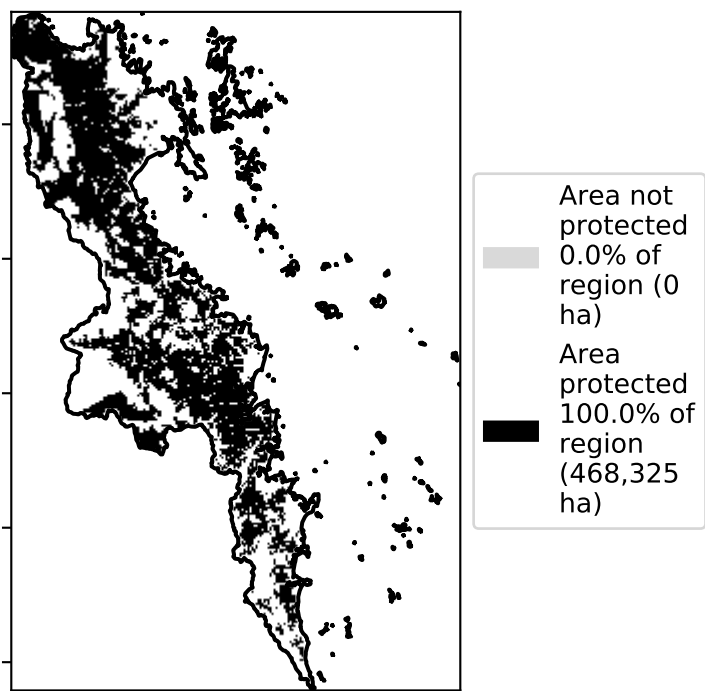 Area not
protected
0.0% of
region (0
ha)
Area
protected
100.0% of
region
(468,325
ha)